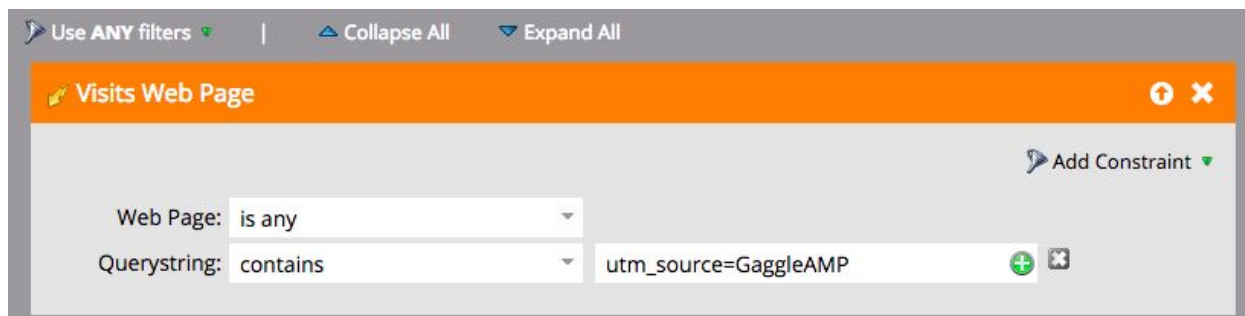 Use ANY filters | Collapse All Expand All
Visits Web Page
Add Constraint
Web Page: is any
Querystring: contains utm_source=GaggleAMP